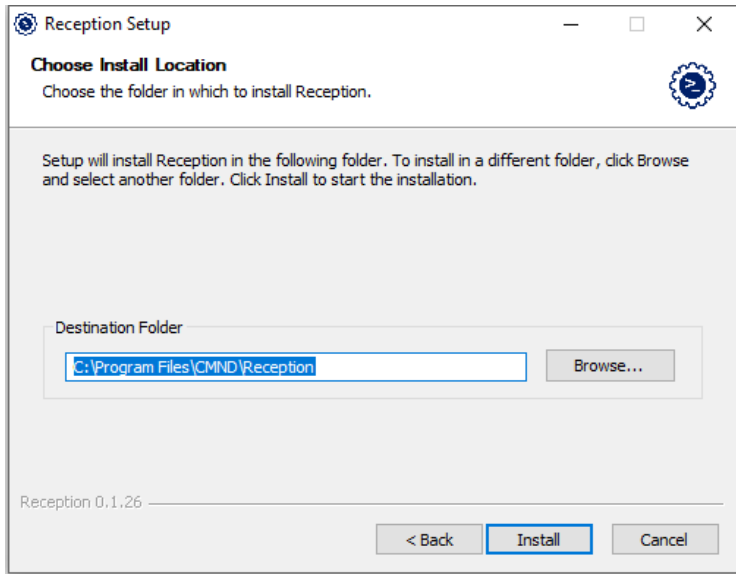 Reception Setup
Choose Install Location
Choose the folder in which to install Reception.
Setup will install Reception in the following folder. To install in a different folder, click Browse
and select another folder. Click Install to start the installation.
Destination Folder
C:\Program Files\CMND\Reception
Browse...
Reception 0.1.26
< Back
Install
Cancel